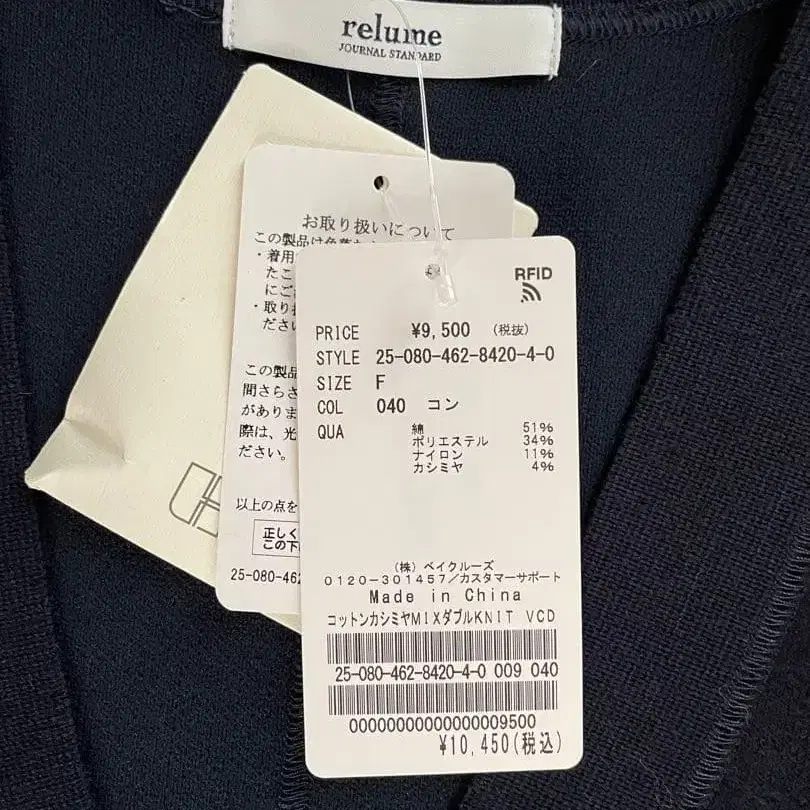 relume
JOURNAL STANDARD
お取り扱いについて
この製品は色落
・着用
たこ
にご
・取り扱
ださい
この製品
間さらさ
がありま
際は、光
ださい。
以上の点を
正しく
この下
25-080-462
RFID
PRICE ¥9,500 (税抜)
STYLE 25-080-462-8420-4-0
SIZE F
COL 040 コン
QUA 綿 51%
ポリエステル 34%
ナイロン 11%
カシミヤ 4%
(株) ベイクルーズ
0120-301457/カスタマーサポート
Made in China
コットンカシミヤMIXダブルKNIT VCD
25-080-462-8420-4-0 009 040
00000000000000009500
¥10,450(税込)